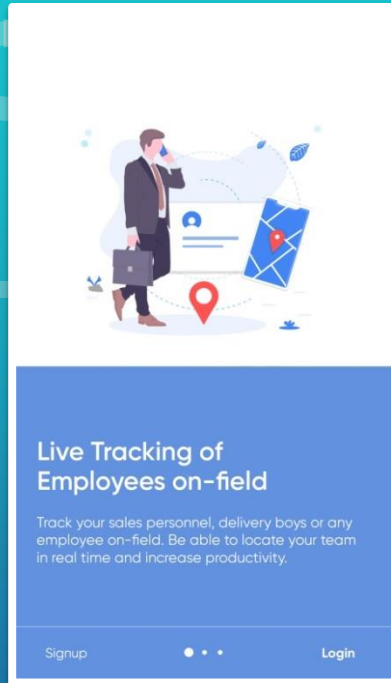 Live Tracking of
Employees on-field
Track your sales personnel, delivery boys or any
employee on-field. Be able to locate your team
in real time and increase productivity.
Signup
Login